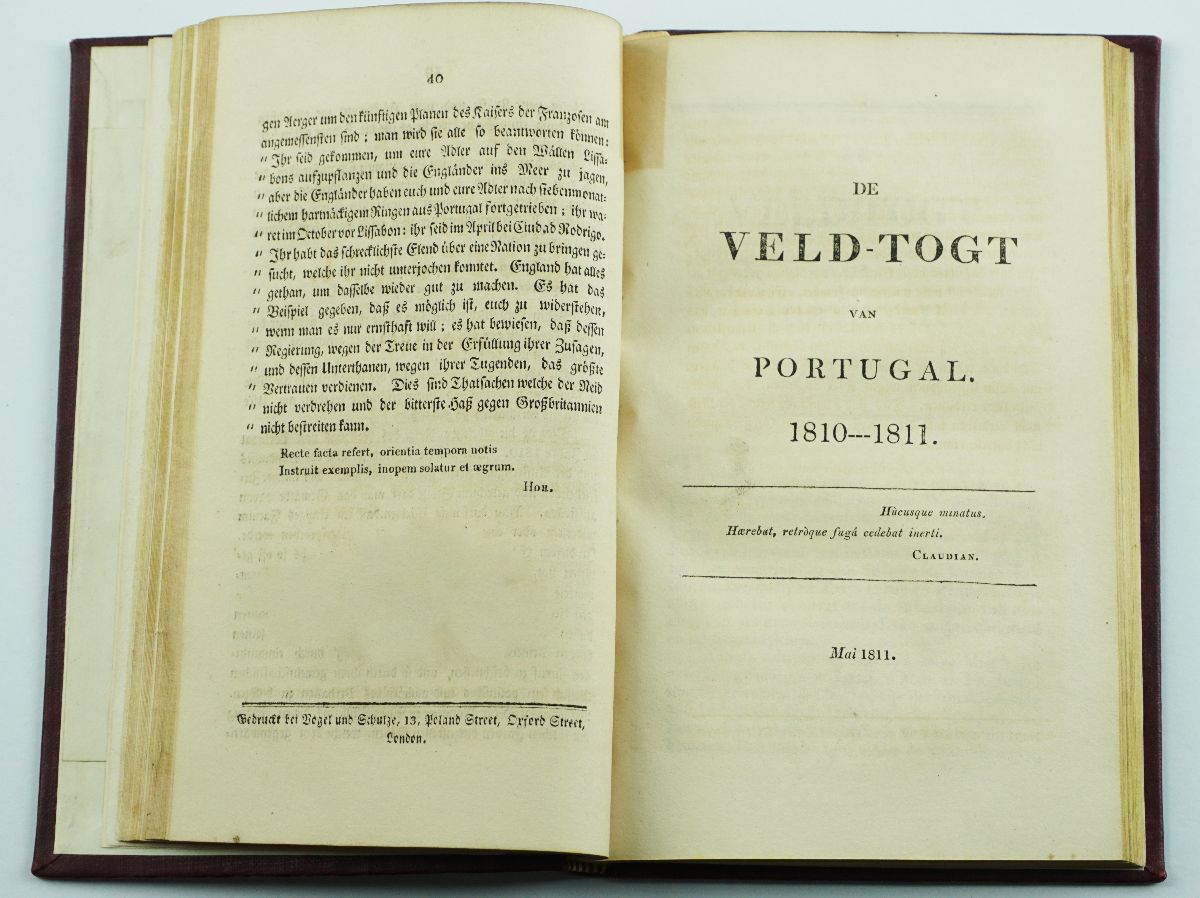 40
gen Aerger um den künftigen Planen des Kaisers der Franzosen am
angemessensten sind; man wird sie alle so beantworten können:
" Ihr seid gekommen, um eure Adler auf den Wällen Lissa-
" bons aufzupflanzen und die Engländer ins Meer zu jagen,
" aber die Engländer haben euch und eure Adler nach siebenmonat-
" lichem harmäckigem Ringen aus Portugal fortgetrieben; ihr wa-
" ret im October vor Lissabon: ihr seid im April bei Ciudad Rodrigo.
" Ihr habt das schrecklichste Elend über eine Nation zu bringen ge-
" sucht, welche ihr nicht unterjochen konntet. England hat alles
" gethan, um dasselbe wieder gut zu machen. Es hat das
" Beispiel gegeben, daß es möglich ist, euch zu widerstehen,
" wenn man es nur ernsthaft will; es hat bewiesen, daß dessen
" Regierung, wegen der Treue in der Erfüllung ihrer Zusagen,
" und dessen Unterthanen, wegen ihrer Tugenden, das größte
" Vertrauen verdienen. Dies sind Thatsachen welche der Neid
" nicht verdrehen und der bitterste Haß gegen Großbritannien
" nicht bestreiten kann.
Recte facta refert, orientia tempora notis
Instruit exemplis, inopem solatur et ægrum.
Hor.
Gedruckt bei Vogel und Schulze, 13, Poland Street, Oxford Street,
London.
DE
VELD-TOGT
VAN
PORTUGAL.
1810---1811.
Hùcusque minatus,
Hærebat, retròque fugâ cedebat inerti.
Claudian.
Mai 1811.